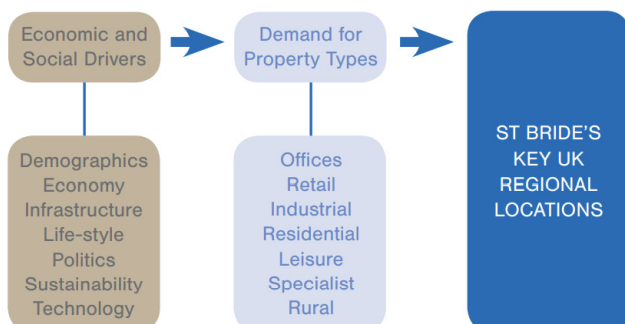 Economic and
Social Drivers
Demand for
Property Types
Demographics
Economy
Infrastructure
Life-style
Politics
Sustainability
Technology
Offices
Retail
Industrial
Residential
Leisure
Specialist
Rural
ST BRIDE'S
KEY UK
REGIONAL
LOCATIONS